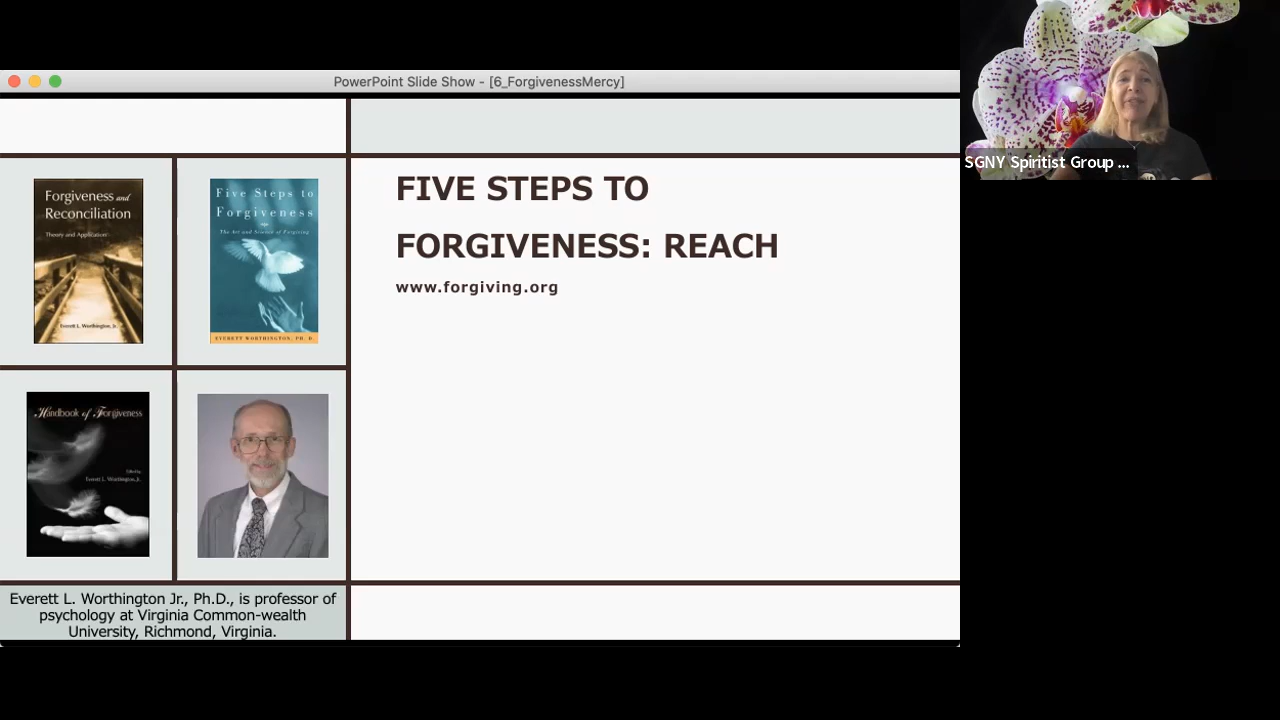 PowerPoint Slide Show - [6_ForgivenessMercy]
SGNY Spiritist Group ...
Forgiveness and
Reconciliation
Theory and Application
Everett L. Worthington, Jr.
Five Steps to
Forgiveness
The Art and Science of Forgiving
EVERETT WORTHINGTON, PH. D.
FIVE STEPS TO
FORGIVENESS: REACH
www.forgiving.org
Handbook of Forgiveness
Edited by
Everett L. Worthington, Jr.
Everett L. Worthington Jr., Ph.D., is professor of
psychology at Virginia Common-wealth
University, Richmond, Virginia.